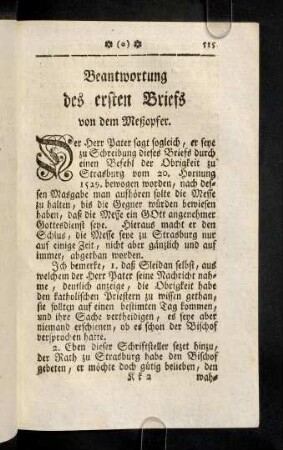 ✿ (o) ✿ 515
Beantwortung
des ersten Briefs
von dem Meßopfer.
Der Herr Pater sagt sogleich, er seye
zu Schreibung dieses Briefs durch
einen Befehl der Obrigkeit zu
Strasburg vom 20. Hornung
1529. bewogen worden, nach des-
sen Masgabe man aufhören solte die Messe
zu halten, bis die Gegner würden bewiesen
haben, daß die Messe ein GOtt angenehmer
Gottesdienst seye. Hieraus macht er den
Schlus, die Messe seye zu Strasburg nur
auf einige Zeit, nicht aber gänzlich und auf
immer, abgethan worden.
Ich bemerke, 1. daß Sleidan selbst, aus
welchem der Herr Pater seine Nachricht nah-
me, deutlich anzeige, die Obrigkeit habe
den katholischen Priestern zu wissen gethan,
sie sollten auf einen bestimten Tag kommen,
und ihre Sache vertheidigen, es seye aber
niemand erschienen, ob es schon der Bischof
versprochen hatte.
2. Eben dieser Schriftsteller sezet hinzu,
der Rath zu Strasburg habe den Bischof
gebeten, er möchte doch gütig belieben, den
K k 2 wah-